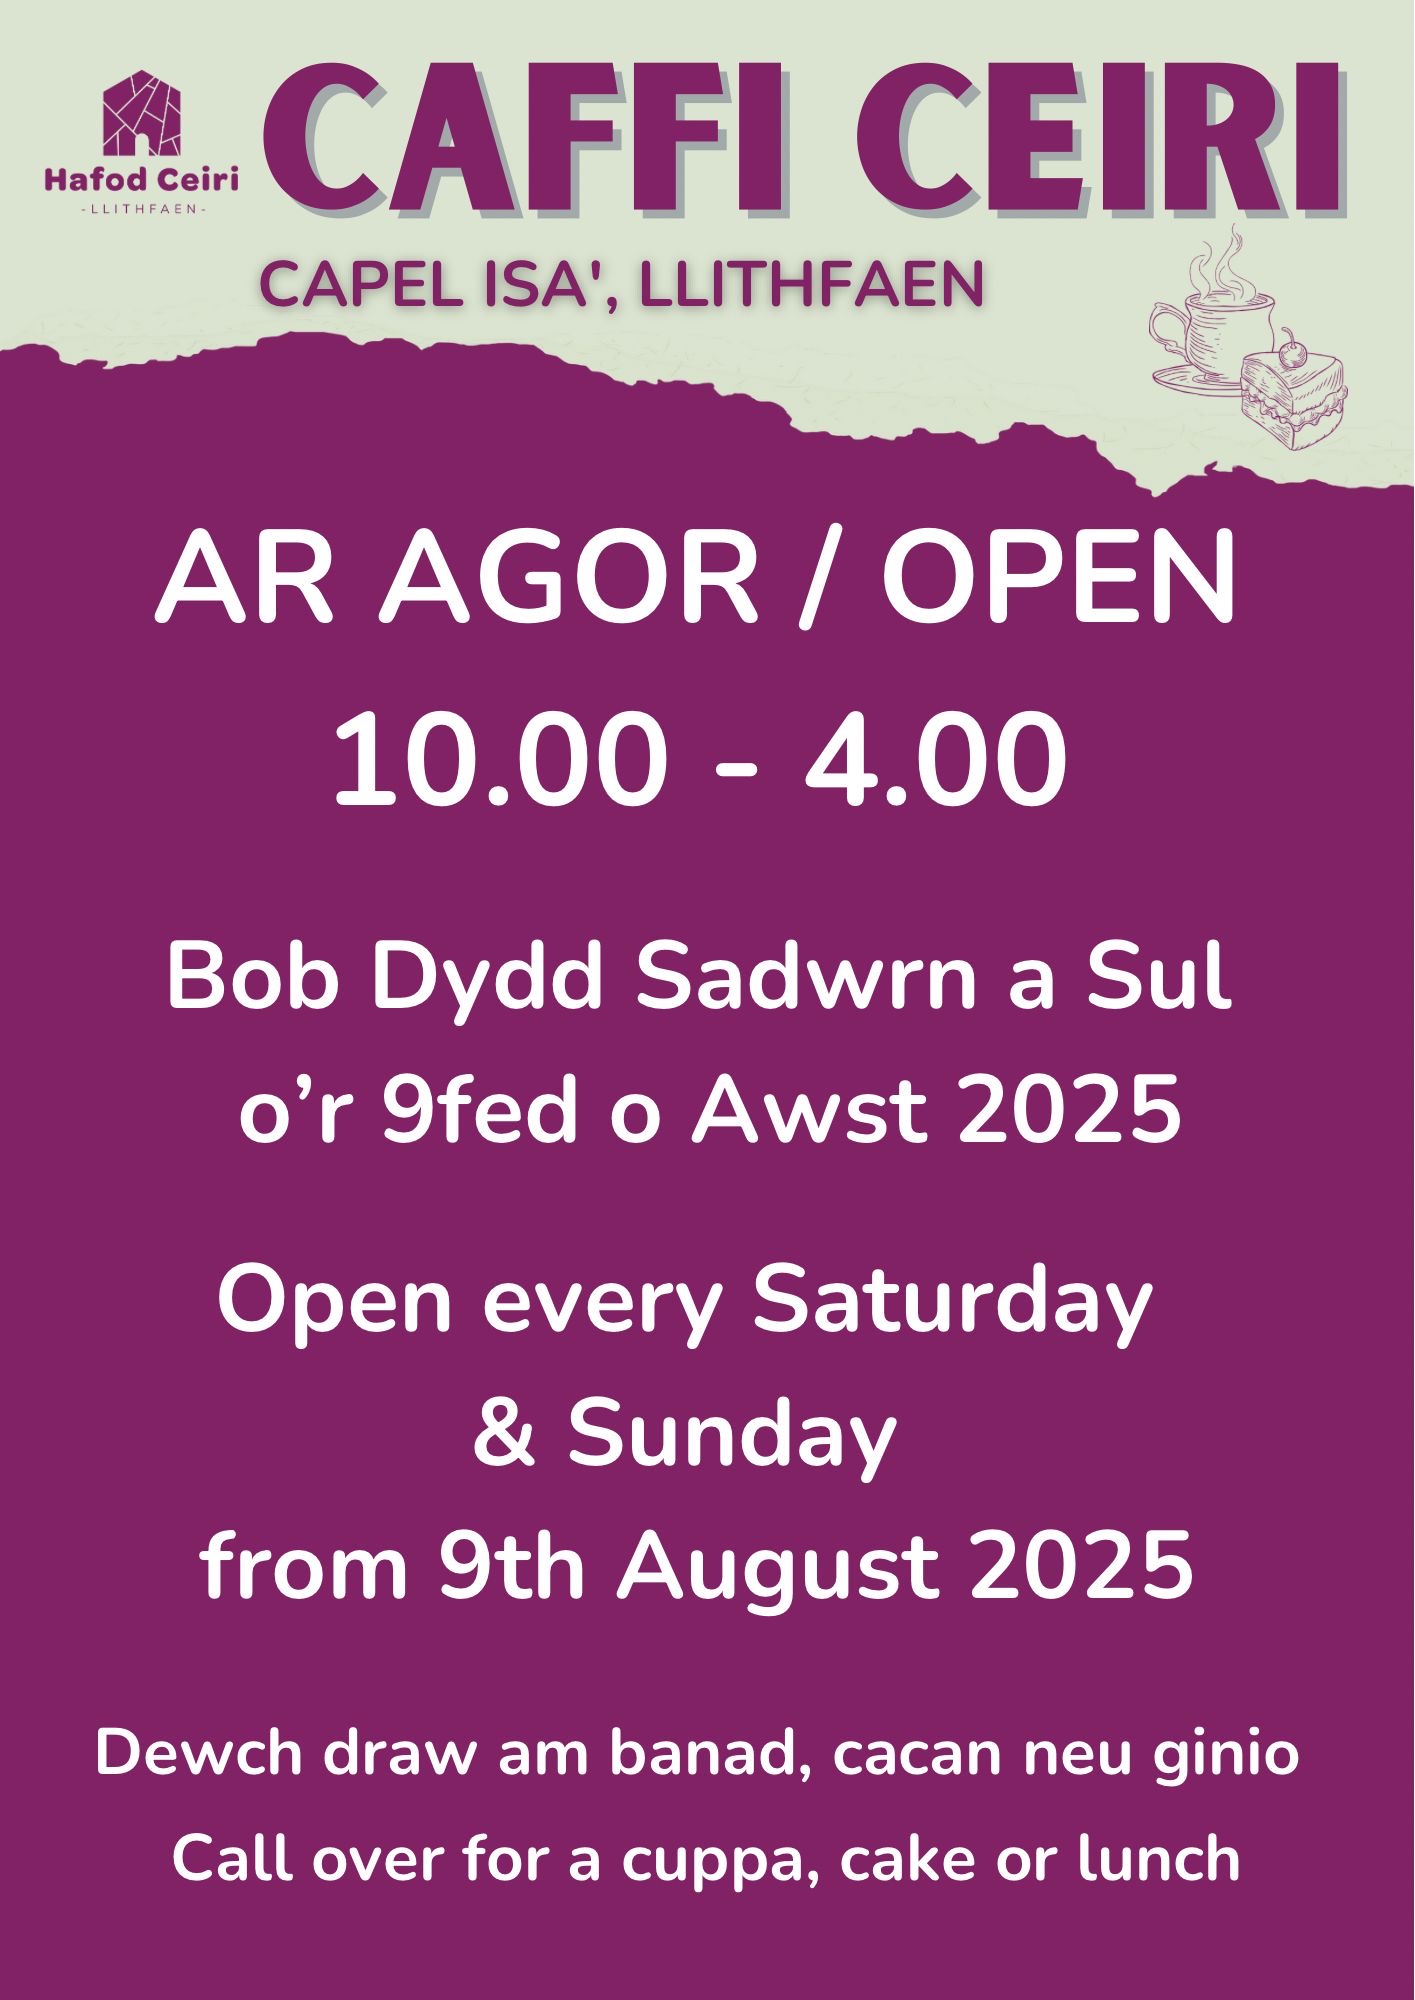 Hafod Ceiri
- LLITHFAEN -
CAFFI CEIRI
CAPEL ISA', LLITHFAEN
AR AGOR / OPEN
10.00 - 4.00
Bob Dydd Sadwrn a Sul
o’r 9fed o Awst 2025
Open every Saturday
& Sunday
from 9th August 2025
Dewch draw am banad, cacan neu ginio
Call over for a cuppa, cake or lunch